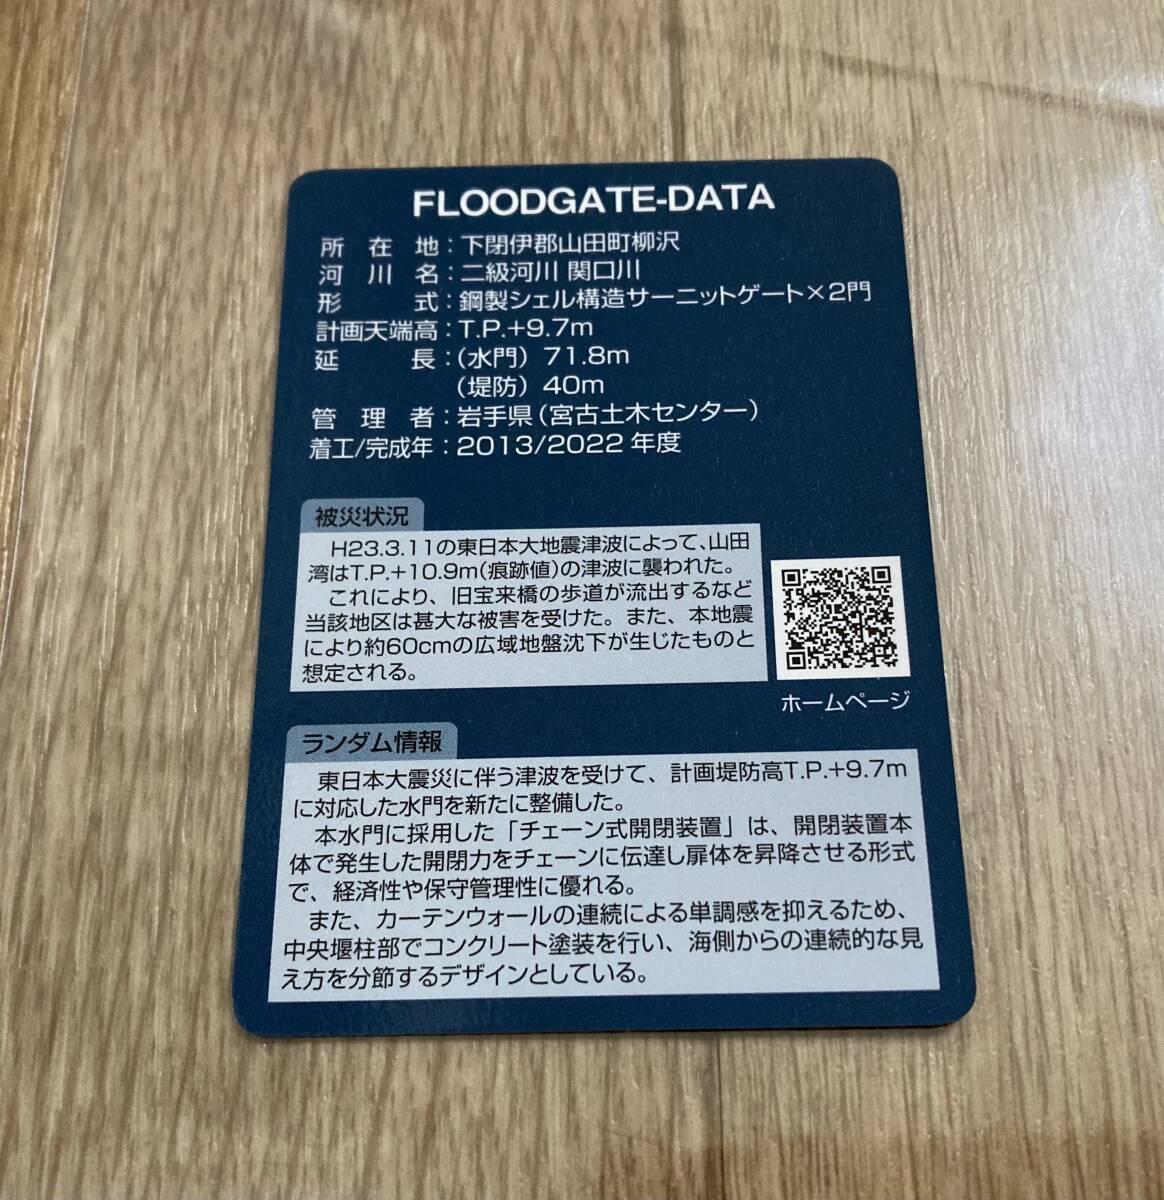 FLOODGATE-DATA
所在地：下閉伊郡山田町柳沢
河川名：二級河川 関口川
形式：鋼製シェル構造サーニットゲート×2門
計画天端高：T.P.+9.7m
延長：(水門) 71.8m
(堤防) 40m
管理者：岩手県（宮古土木センター）
着工/完成年：2013/2022 年度
被災状況
H23.3.11の東日本大地震津波によって、山田
湾はT.P.+10.9m(痕跡値)の津波に襲われた。
これにより、旧宝来橋の歩道が流出するなど
当該地区は甚大な被害を受けた。また、本地震
により約60cmの広域地盤沈下が生じたものと
想定される。
ホームページ
ランダム情報
東日本大震災に伴う津波を受けて、計画堤防高T.P.+9.7m
に対応した水門を新たに整備した。
本水門に採用した「チェーン式開閉装置」は、開閉装置本
体で発生した開閉力をチェーンに伝達し扉体を昇降させる形式
で、経済性や保守管理性に優れる。
また、カーテンウォールの連続による単調感を抑えるため、
中央堰柱部でコンクリート塗装を行い、海側からの連続的な見
え方を分節するデザインとしている。